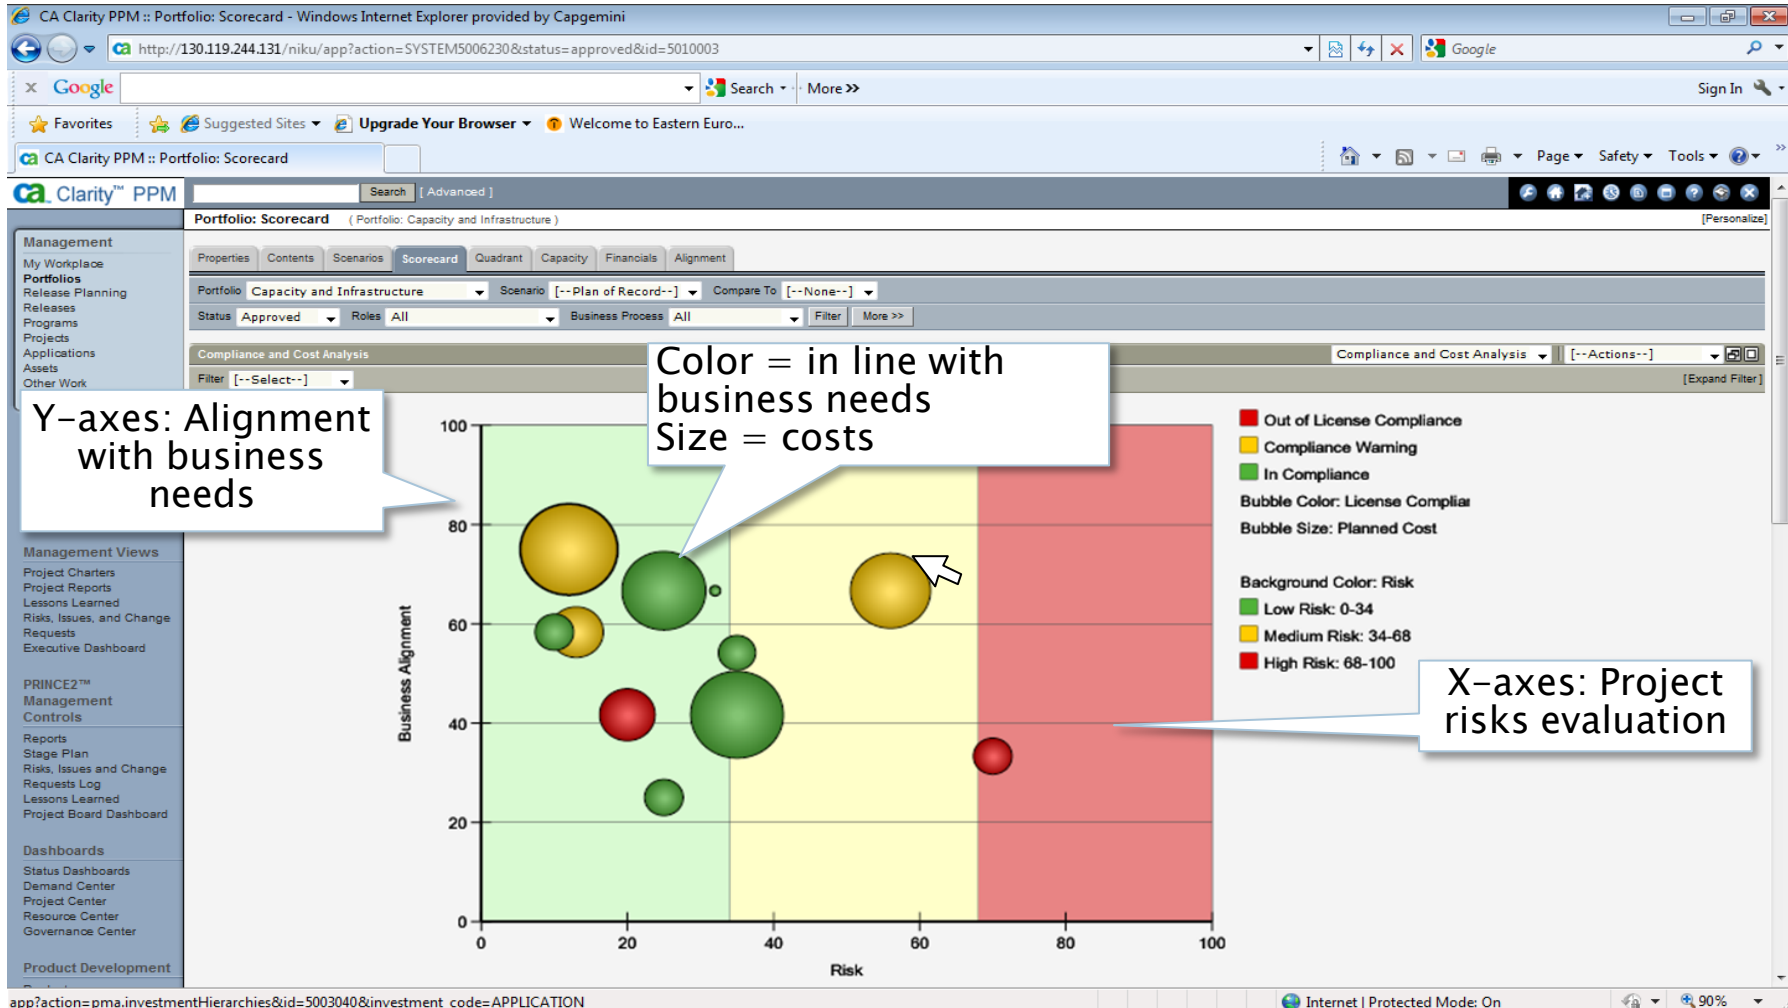 CA Clarity PPM :: Portfolio: Scorecard - Windows Internet Explorer provided by Capgemini
http://130.119.244.131/niku/app?action=SYSTEM5006230&status=approved&id=5010003
Google
x Google
Search
More >>
Sign In
Favorites
Suggested Sites
Upgrade Your Browser
Welcome to Eastern Euro...
CA Clarity PPM :: Portfolio: Scorecard
Page
Safety
Tools
ca Clarity™ PPM
Search
[ Advanced ]
Portfolio: Scorecard ( Portfolio: Capacity and Infrastructure )
[Personalize]
Management
My Workplace
Portfolios
Release Planning
Releases
Programs
Projects
Applications
Assets
Other Work
Properties
Contents
Scenarios
Scorecard
Quadrant
Capacity
Financials
Alignment
Portfolio Capacity and Infrastructure
Scenario [--Plan of Record--]
Compare To [--None--]
Status Approved
Roles All
Business Process All
Filter
More >>
Compliance and Cost Analysis
Compliance and Cost Analysis
[--Actions--]
Filter [--Select--]
[Expand Filter]
Color = in line with
business needs
Size = costs
Y-axes: Alignment
with business
needs
100
80
60
40
20
0
Business Alignment
0
20
40
60
80
100
Risk
Out of License Compliance
Compliance Warning
In Compliance
Bubble Color: License Complia
Bubble Size: Planned Cost
Background Color: Risk
Low Risk: 0-34
Medium Risk: 34-68
High Risk: 68-100
X-axes: Project
risks evaluation
Management Views
Project Charters
Project Reports
Lessons Learned
Risks, Issues, and Change
Requests
Executive Dashboard
PRINCE2™
Management
Controls
Reports
Stage Plan
Risks, Issues and Change
Requests Log
Lessons Learned
Project Board Dashboard
Dashboards
Status Dashboards
Demand Center
Project Center
Resource Center
Governance Center
Product Development
app?action=pma.investmentHierarchies&id=5003040&investment_code=APPLICATION
Internet | Protected Mode: On
90%